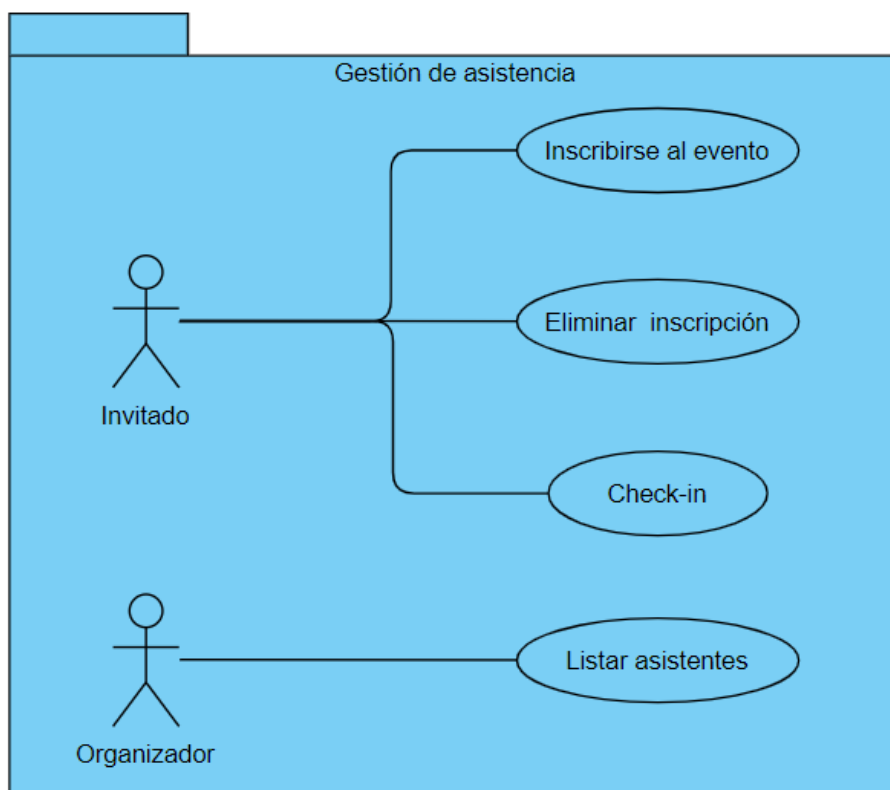 Gestión de asistencia
Inscribirse al evento
Eliminar inscripción
Invitado
Check-in
Listar asistentes
Organizador